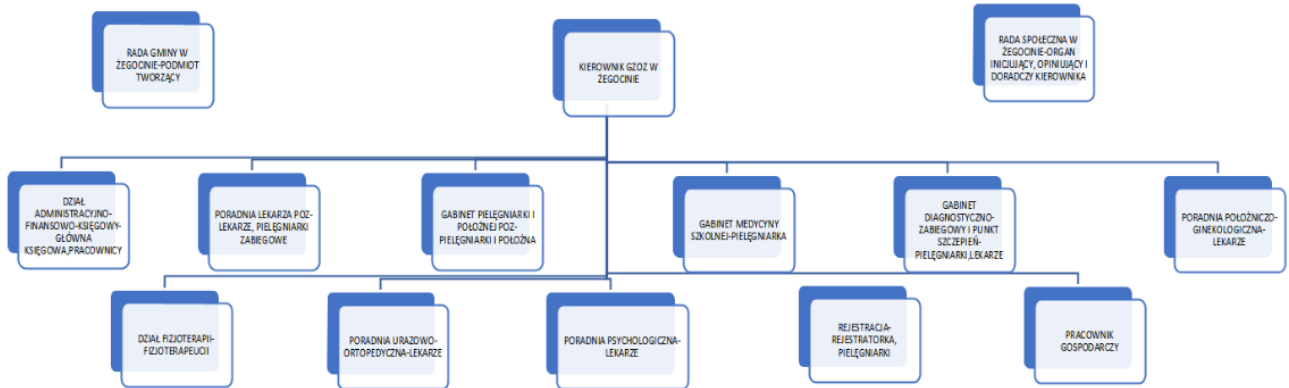 RADA GMINY W
ŻEGOCINIE-PODMIOT
TWORZĄCY
KIEROWNIK GZOZ W
ŻEGOCINIE
RADA SPOŁECZNA W
ŻEGOCINIE-ORGAN
INICJUJĄCY, OPINIUJĄCY I
DORADCZY KIEROWNIKA
DZIAŁ
ADMINISTRACYJNO-
FINANSOWO-KSIĘGOWY-
GŁÓWNA
KSIĘGOWA,PRACOWNICY
PORADNIA LEKARZA POZ-
LEKARZE, PIELĘGNIARKI
ZABIEGOWE
GABINET PIELĘGNIARKI I
POŁOŻNEJ POZ-
PIELĘGNIARKI I POŁOŻNA
GABINET MEDYCYNY
SZKOLNEJ-PIELĘGNIARKA
GABINET
DIAGNOSTYCZNO-
ZABIEGOWY I PUNKT
SZCZEPIEŃ-
PIELĘGNIARKI,LEKARZE
PORADNIA POŁOŻNICZO-
GINEKOLOGICZNA-
LEKARZE
DZIAŁ FIZJOTERAPII-
FIZJOTERAPEUCII
PORADNIA URAZOWO-
ORTOPEDYCZNA-LEKARZE
PORADNIA PSYCHOLOGICZNA-
LEKARZE
REJESTRACJA-
REJESTRATORKA,
PIELĘGNIARKI
PRACOWNIK
GOSPODARCZY